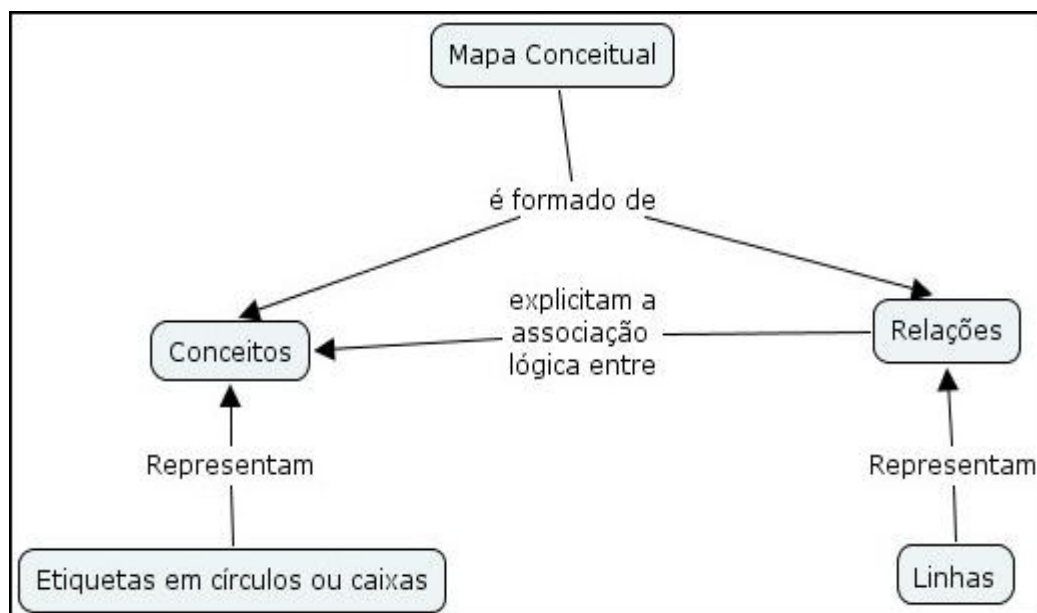 Mapa Conceitual
é formado de
explicitam a
associação
lógica entre
Conceitos
Relações
Representam
Representam
Etiquetas em círculos ou caixas
Linhas